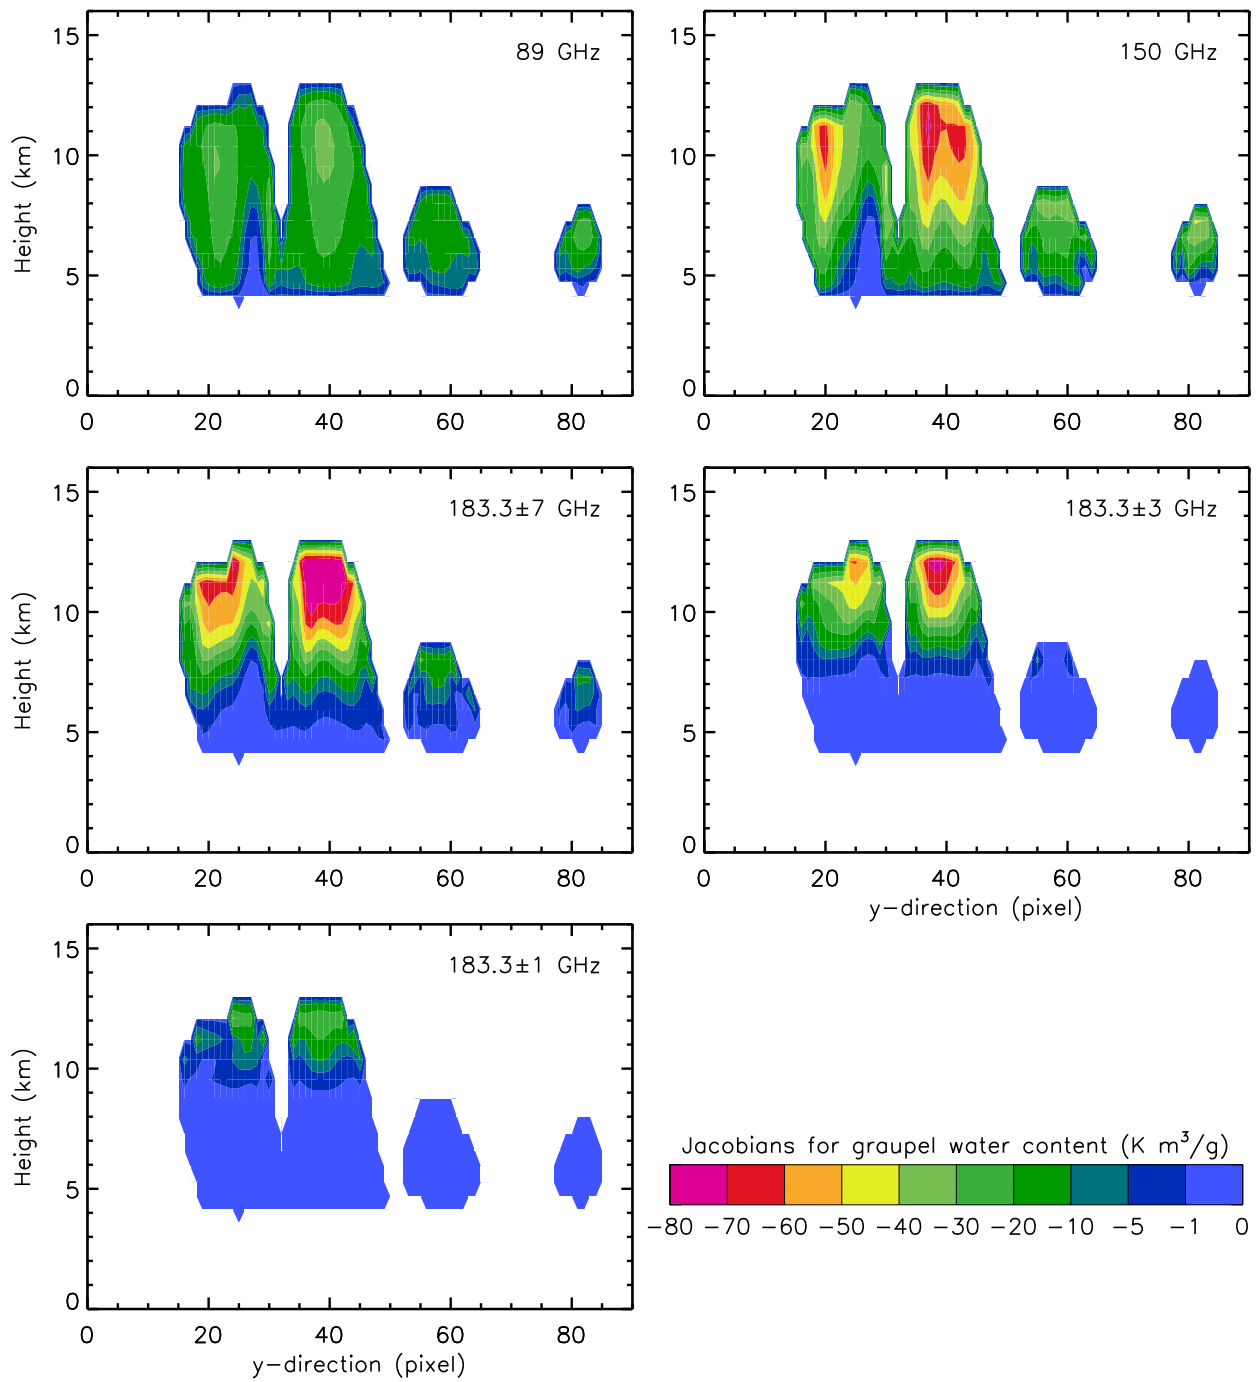 89 GHz
15
10
5
0
0 20 40 60 80
Height (km)
150 GHz
15
10
5
0
0 20 40 60 80
183.3±7 GHz
15
10
5
0
0 20 40 60 80
Height (km)
183.3±3 GHz
15
10
5
0
0 20 40 60 80
y-direction (pixel)
183.3±1 GHz
15
10
5
0
0 20 40 60 80
Height (km)
y-direction (pixel)
Jacobians for graupel water content (K m³/g)
-80 -70 -60 -50 -40 -30 -20 -10 -5 -1 0